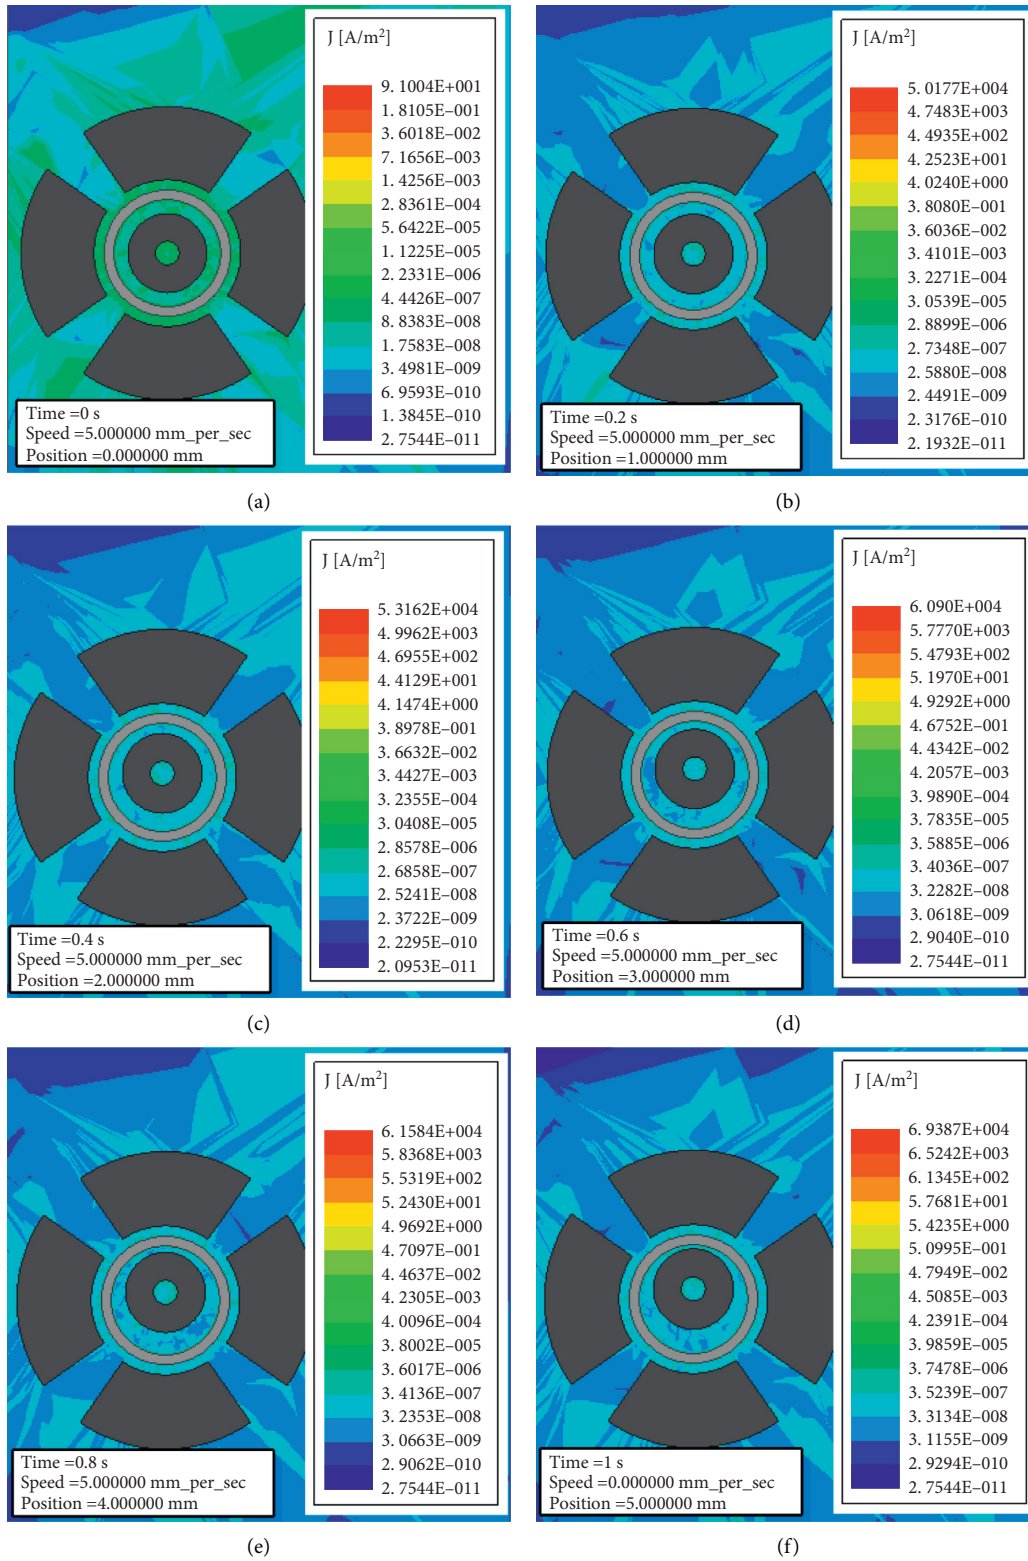 J [A/m²]
9. 1004E+001
1. 8105E–001
3. 6018E–002
7. 1656E–003
1. 4256E–003
2. 8361E–004
5. 6422E–005
1. 1225E–005
2. 2331E–006
4. 4426E–007
8. 8383E–008
1. 7583E–008
3. 4981E–009
6. 9593E–010
1. 3845E–010
2. 7544E–011
Time =0 s
Speed =5.000000 mm_per_sec
Position =0.000000 mm
(a)
J [A/m²]
5. 0177E+004
4. 7483E+003
4. 4935E+002
4. 2523E+001
4. 0240E+000
3. 8080E–001
3. 6036E–002
3. 4101E–003
3. 2271E–004
3. 0539E–005
2. 8899E–006
2. 7348E–007
2. 5880E–008
2. 4491E–009
2. 3176E–010
2. 1932E–011
Time =0.2 s
Speed =5.000000 mm_per_sec
Position =1.000000 mm
(b)
J [A/m²]
5. 3162E+004
4. 9962E+003
4. 6955E+002
4. 4129E+001
4. 1474E+000
3. 8978E–001
3. 6632E–002
3. 4427E–003
3. 2355E–004
3. 0408E–005
2. 8578E–006
2. 6858E–007
2. 5241E–008
2. 3722E–009
2. 2295E–010
2. 0953E–011
Time =0.4 s
Speed =5.000000 mm_per_sec
Position =2.000000 mm
(c)
J [A/m²]
6. 090E+004
5. 7770E+003
5. 4793E+002
5. 1970E+001
4. 9292E+000
4. 6752E–001
4. 4342E–002
4. 2057E–003
3. 9890E–004
3. 7835E–005
3. 5885E–006
3. 4036E–007
3. 2282E–008
3. 0618E–009
2. 9040E–010
2. 7544E–011
Time =0.6 s
Speed =5.000000 mm_per_sec
Position =3.000000 mm
(d)
J [A/m²]
6. 1584E+004
5. 8368E+003
5. 5319E+002
5. 2430E+001
4. 9692E+000
4. 7097E–001
4. 4637E–002
4. 2305E–003
4. 0096E–004
3. 8002E–005
3. 6017E–006
3. 4136E–007
3. 2353E–008
3. 0663E–009
2. 9062E–010
2. 7544E–011
Time =0.8 s
Speed =5.000000 mm_per_sec
Position =4.000000 mm
(e)
J [A/m²]
6. 9387E+004
6. 5242E+003
6. 1345E+002
5. 7681E+001
5. 4235E+000
5. 0995E–001
4. 7949E–002
4. 5085E–003
4. 2391E–004
3. 9859E–005
3. 7478E–006
3. 5239E–007
3. 3134E–008
3. 1155E–009
2. 9294E–010
2. 7544E–011
Time =1 s
Speed =0.000000 mm_per_sec
Position =5.000000 mm
(f)